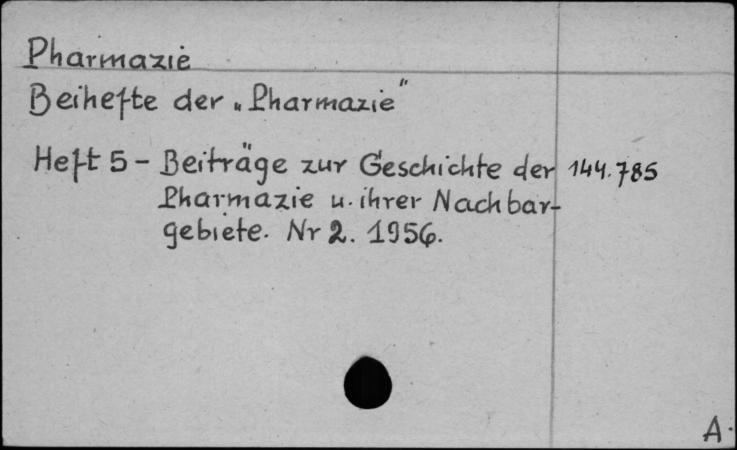 Pharmazie
Beihefte der „Pharmazie"
Heft 5 - Beiträge zur Geschichte der 144.785
Pharmazie u. ihrer Nachbar-
gebiete. Nr 2. 1956.
A.